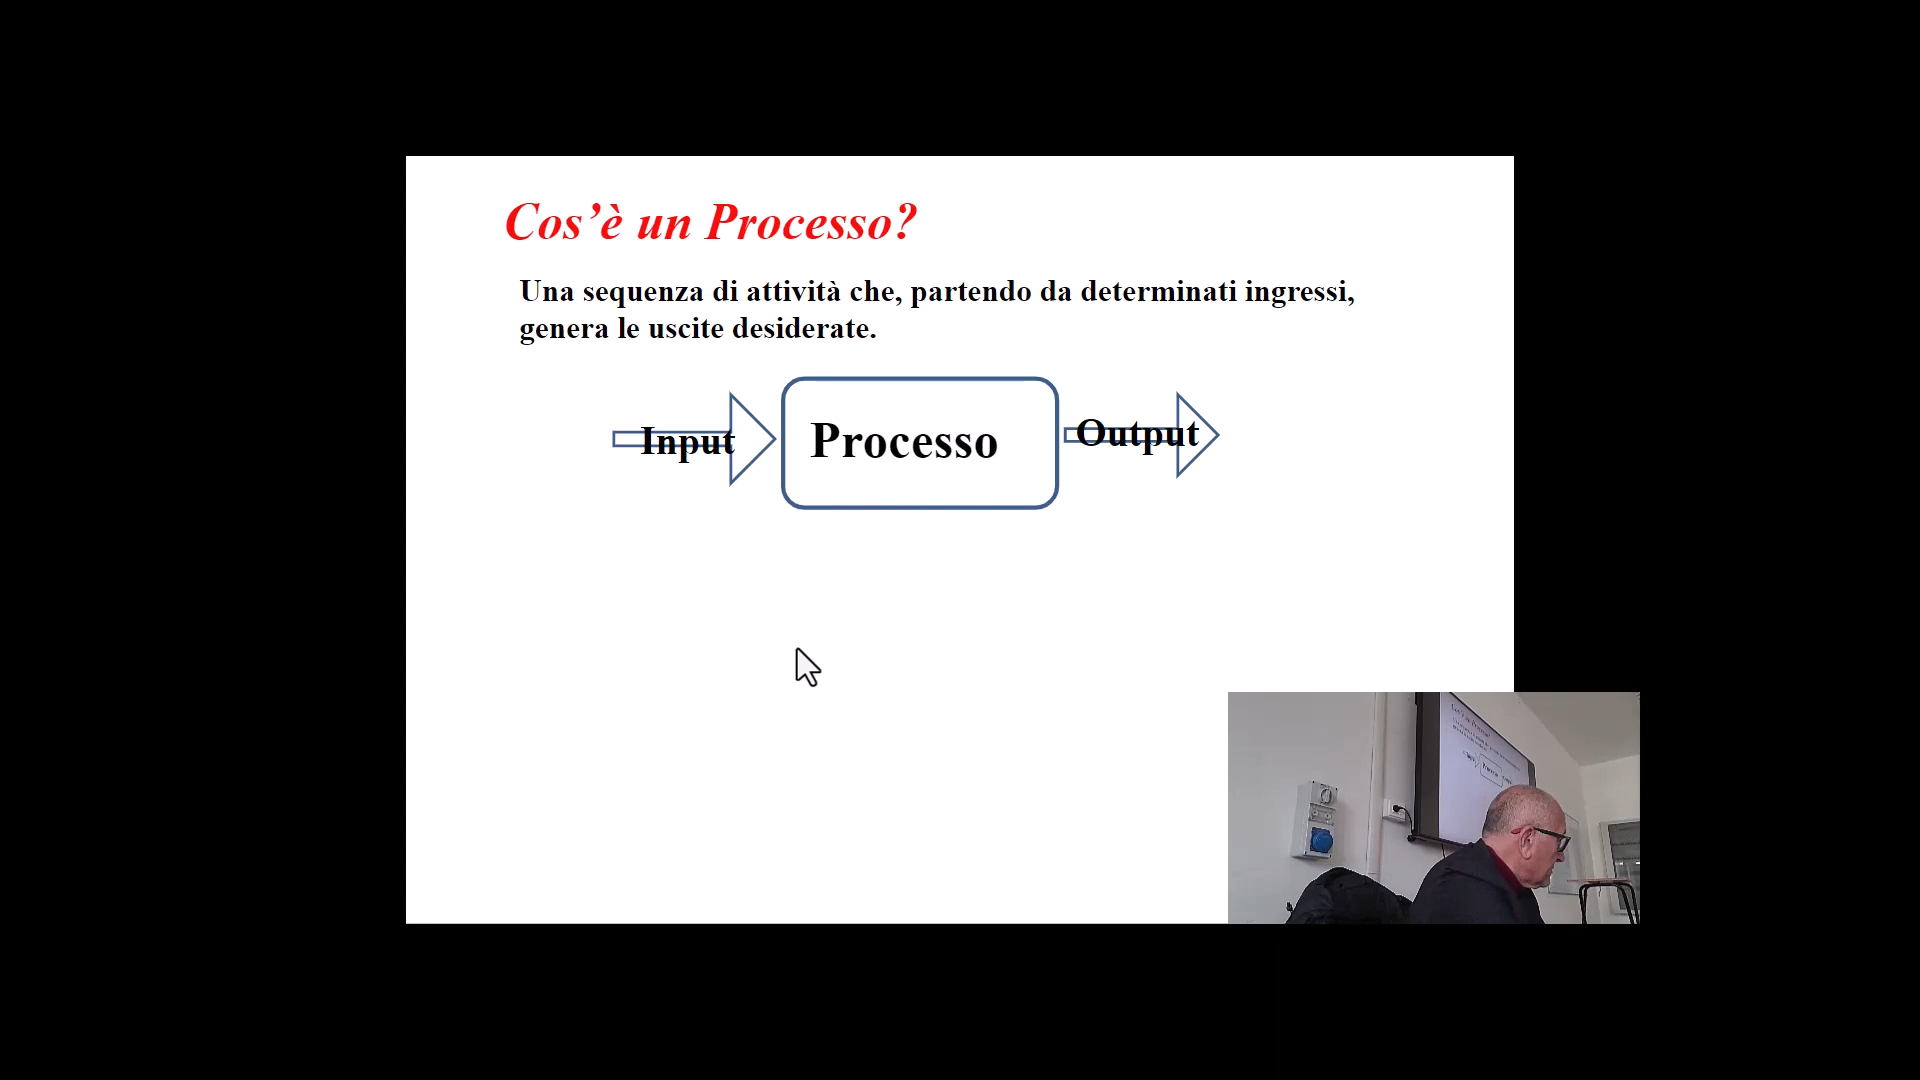 Cos’è un Processo?
Una sequenza di attività che, partendo da determinati ingressi,
genera le uscite desiderate.
Input
Processo
Output